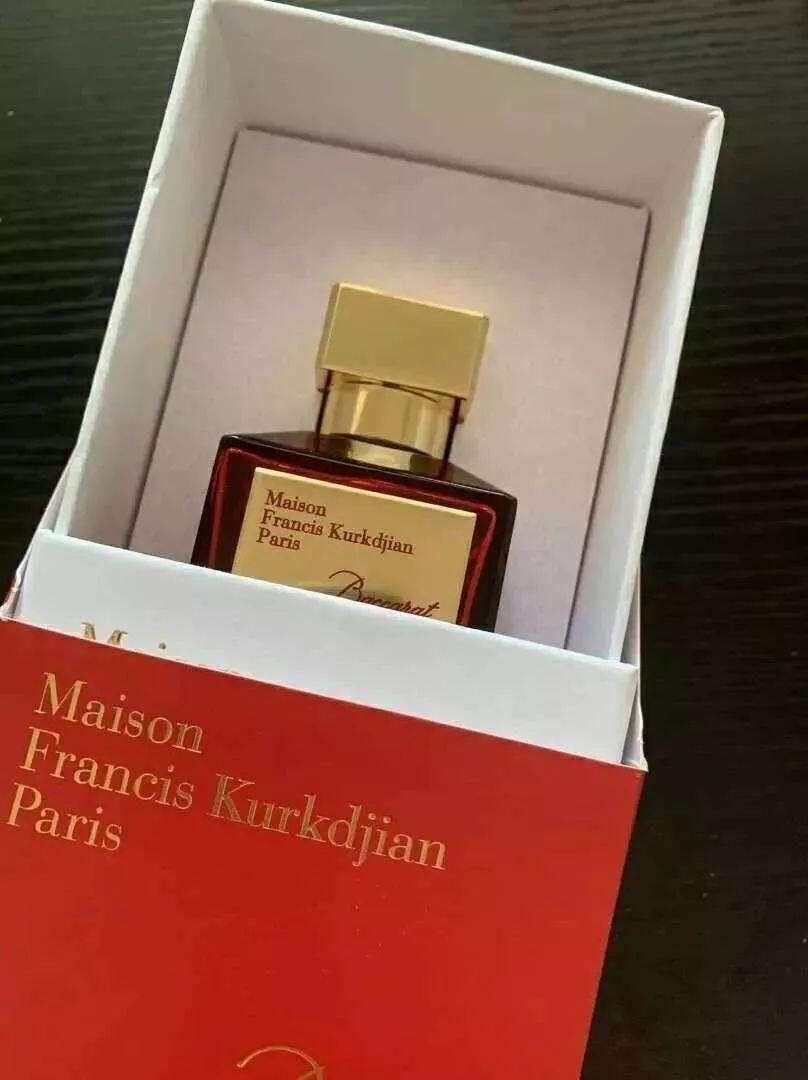 Maison
Francis Kurkdjian
Paris
Baccarat
Maison
Francis Kurkdjian
Paris